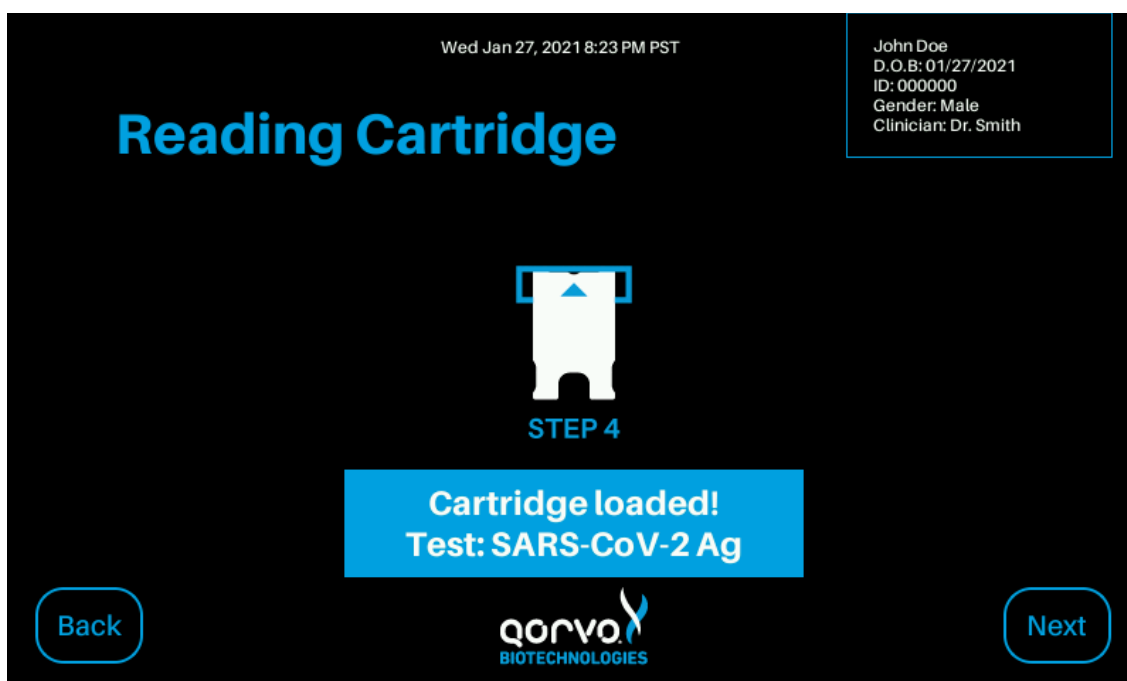 Wed Jan 27, 2021 8:23 PM PST
John Doe
D.O.B: 01/27/2021
ID: 000000
Gender: Male
Clinician: Dr. Smith
Reading Cartridge
STEP 4
Cartridge loaded!
Test: SARS-CoV-2 Ag
Back
QORVO
BIOTECHNOLOGIES
Next